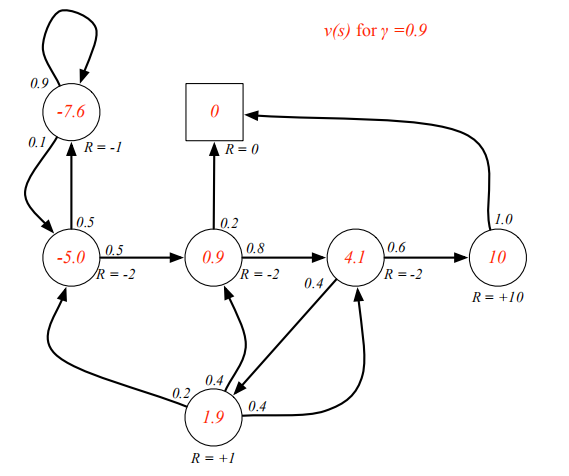 v(s) for γ =0.9
0.9
-7.6
0
0.1
R = -1
R = 0
0.5
0.2
1.0
-5.0
0.5
0.9
0.8
4.1
0.6
10
R = -2
R = -2
R = -2
0.4
R = +10
0.4
0.2
0.4
1.9
R = +1